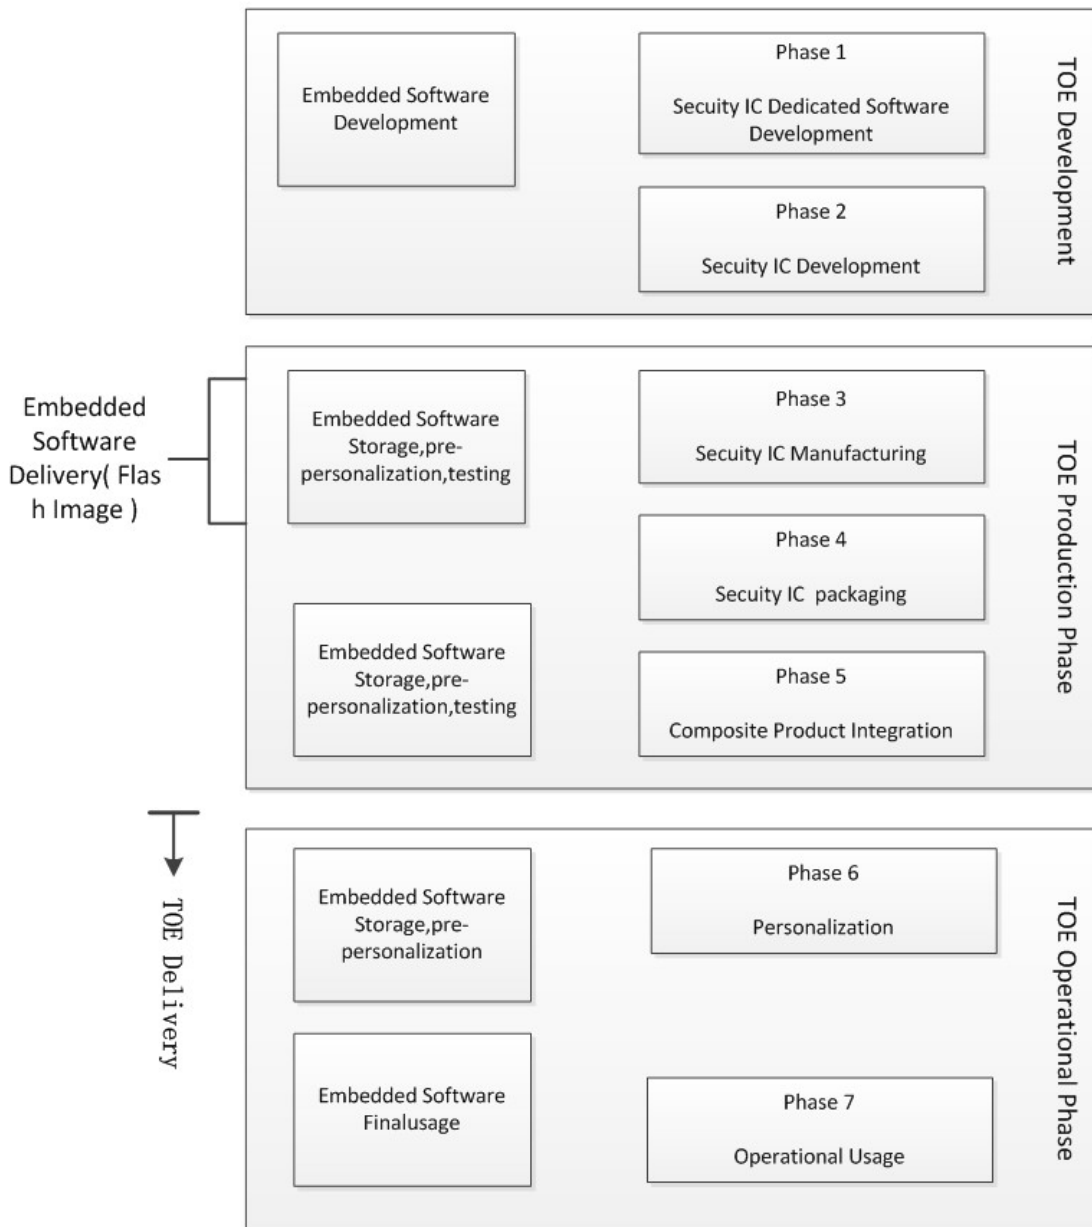 Embedded Software
Development
Phase 1
Secuity IC Dedicated Software
Development
Phase 2
Secuity IC Development
TOE Development
Embedded
Software
Delivery( Flas
h Image )
Embedded Software
Storage,pre-
personalization,testing
Phase 3
Secuity IC Manufacturing
Phase 4
Secuity IC  packaging
Embedded Software
Storage,pre-
personalization,testing
Phase 5
Composite Product Integration
TOE Production Phase
TOE Delivery
Embedded Software
Storage,pre-
personalization
Phase 6
Personalization
Embedded Software
Finalusage
Phase 7
Operational Usage
TOE Operational Phase